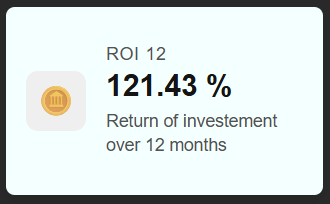 ROI 12
121.43 %
Return of investement
over 12 months